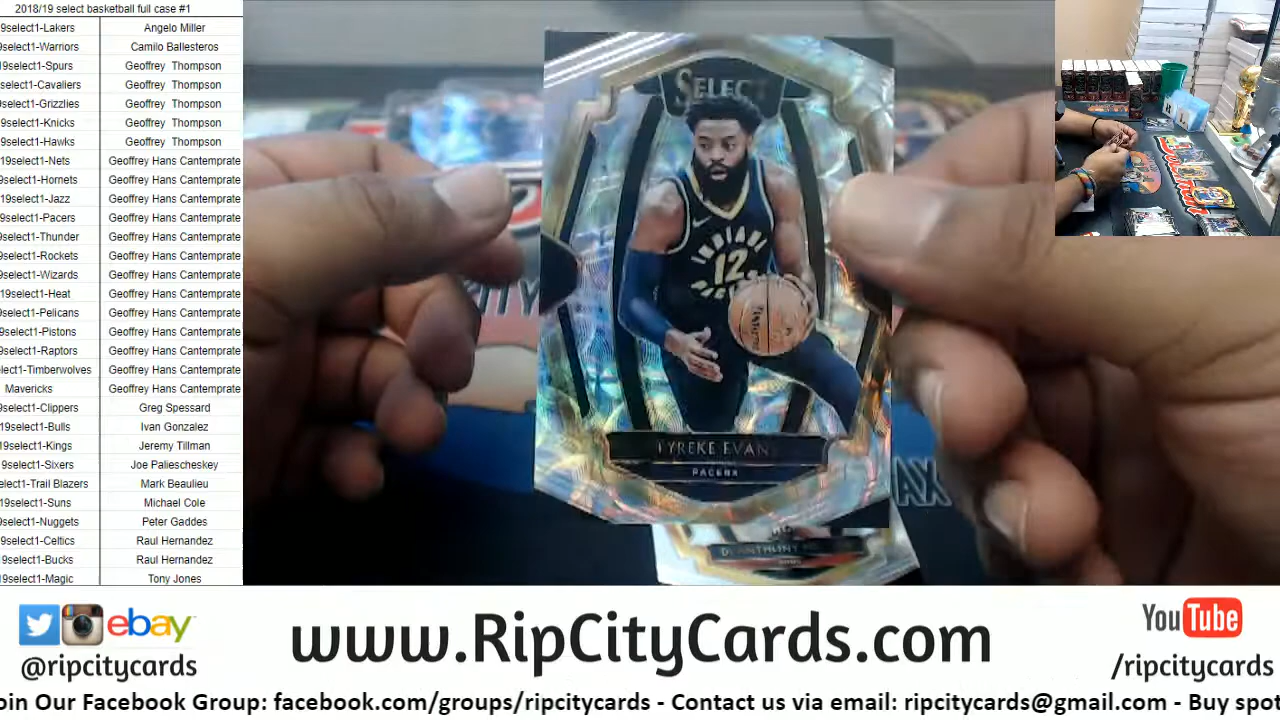 2018/19 select basketball full case #1
9select1-Lakers Angelo Miller
select1-Warriors Camilo Ballesteros
9select1-Spurs Geoffrey Thompson
select1-Cavaliers Geoffrey Thompson
select1-Grizzlies Geoffrey Thompson
9select1-Knicks Geoffrey Thompson
9select1-Hawks Geoffrey Thompson
19select1-Nets Geoffrey Hans Cantemprate
select1-Hornets Geoffrey Hans Cantemprate
19select1-Jazz Geoffrey Hans Cantemprate
select1-Pacers Geoffrey Hans Cantemprate
select1-Thunder Geoffrey Hans Cantemprate
select1-Rockets Geoffrey Hans Cantemprate
select1-Wizards Geoffrey Hans Cantemprate
19select1-Heat Geoffrey Hans Cantemprate
select1-Pelicans Geoffrey Hans Cantemprate
9select1-Pistons Geoffrey Hans Cantemprate
select1-Raptors Geoffrey Hans Cantemprate
lect1-Timberwolves Geoffrey Hans Cantemprate
Mavericks Geoffrey Hans Cantemprate
9select1-Clippers Greg Spessard
9select1-Bulls Ivan Gonzalez
9select1-Kings Jeremy Tillman
9select1-Sixers Joe Paliescheskey
elect1-Trail Blazers Mark Beaulieu
9select1-Suns Michael Cole
select1-Nuggets Peter Gaddes
9select1-Celtics Raul Hernandez
9select1-Bucks Raul Hernandez
9select1-Magic Tony Jones
SELECT
INDIANA
12
TYREKE EVANS
PACERS
ebay
@ripcitycards
www.RipCityCards.com
YouTube
/ripcitycards
oin Our Facebook Group: facebook.com/groups/ripcitycards - Contact us via email: ripcitycards@gmail.com - Buy spot